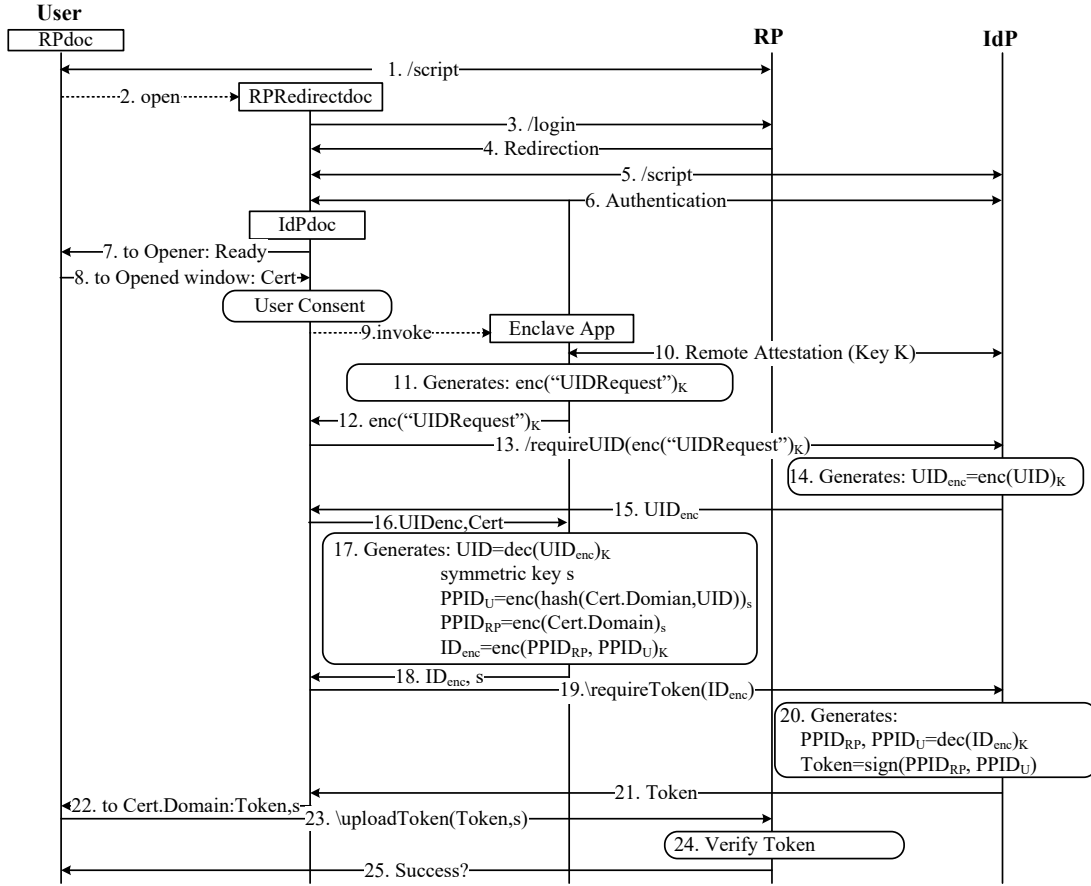 User
RPdoc
RP
IdP
1. /script
2. open
RPRedirectdoc
3. /login
4. Redirection
5. /script
6. Authentication
IdPdoc
7. to Opener: Ready
8. to Opened window: Cert
User Consent
9.invoke
Enclave App
10. Remote Attestation (Key K)
11. Generates: enc(“UIDRequest”)K
12. enc(“UIDRequest”)K
13. /requireUID(enc(“UIDRequest”)K)
14. Generates: UIDenc=enc(UID)K
15. UIDenc
16.UIDenc,Cert
17. Generates: UID=dec(UIDenc)K
symmetric key s
PPIDU=enc(hash(Cert.Domian,UID))s
PPIDRP=enc(Cert.Domain)s
IDenc=enc(PPIDRP, PPIDU)K
18. IDenc, s
19.\requireToken(IDenc)
20. Generates:
PPIDRP, PPIDU=dec(IDenc)K
Token=sign(PPIDRP, PPIDU)
21. Token
22. to Cert.Domain:Token,s
23. \uploadToken(Token,s)
24. Verify Token
25. Success?